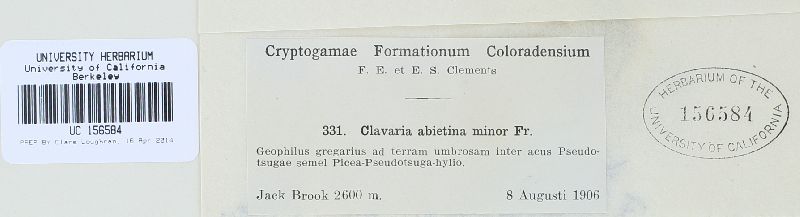 UNIVERSITY HERBARIUM
University of California
Berkeley
UC 156584
PREP BY Clare Loughran, 16 Apr 2014
Cryptogamae Formationum Coloradensium
F. E. et E. S. Clements
331. Clavaria abietina minor Fr.
Geophilus gregarius ad terram umbrosam inter acus Pseudo-
tsugae semel Picea-Pseudotsuga-hylio.
Jack Brook 2600 m. 8 Augusti 1906
HERBARIUM OF THE
156584
UNIVERSITY OF CALIFORNIA